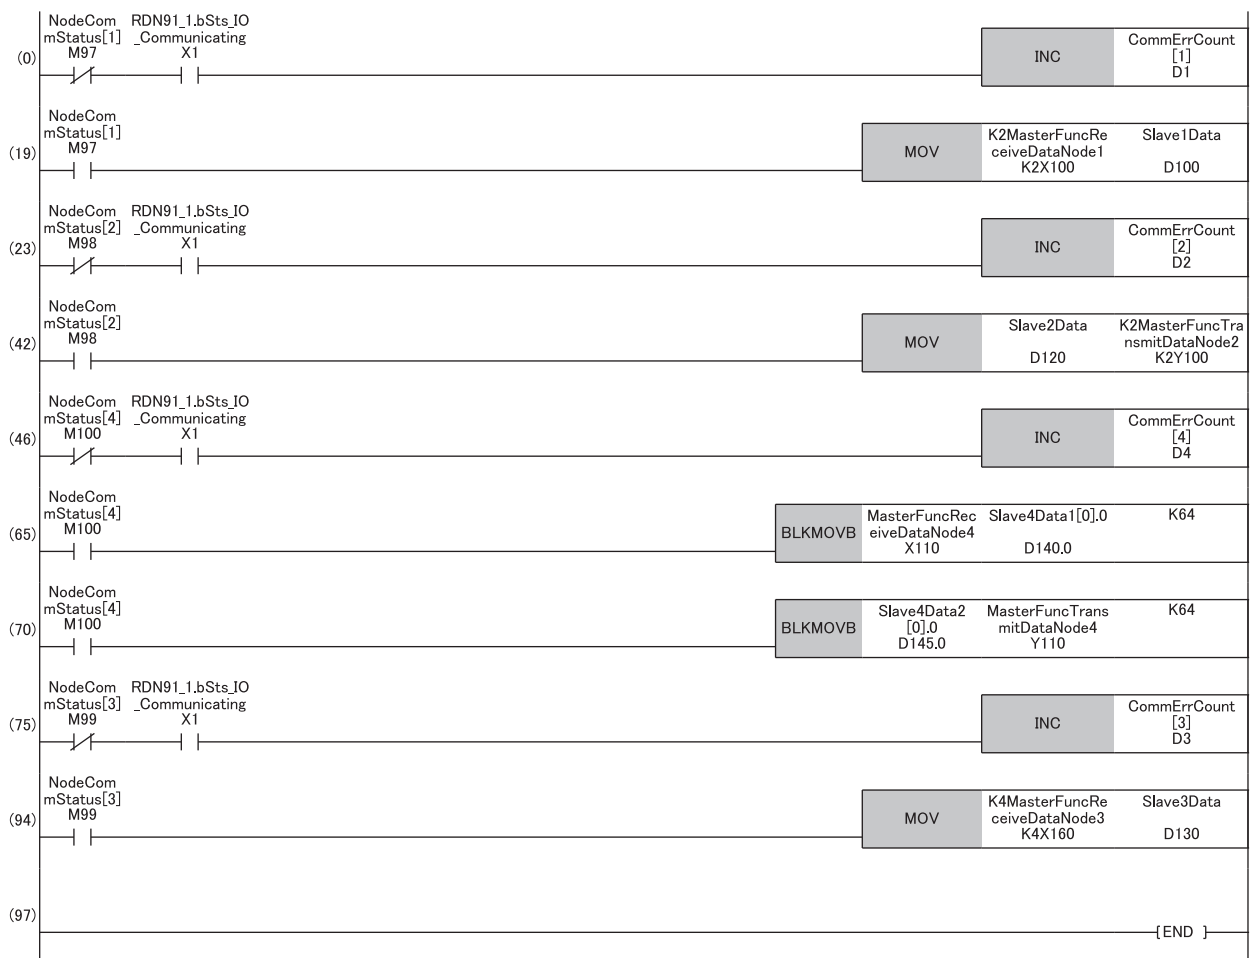 NodeCom RDN91_1.bSts_IO
mStatus[1] _Communicating
(0) M97 X1 INC CommErrCount
[1]
D1
NodeCom
mStatus[1]
(19) M97 MOV K2MasterFuncRe Slave1Data
ceiveDataNode1
K2X100 D100
NodeCom RDN91_1.bSts_IO
mStatus[2] _Communicating
(23) M98 X1 INC CommErrCount
[2]
D2
NodeCom
mStatus[2]
(42) M98 MOV Slave2Data K2MasterFuncTra
nsmitDataNode2
D120 K2Y100
NodeCom RDN91_1.bSts_IO
mStatus[4] _Communicating
(46) M100 X1 INC CommErrCount
[4]
D4
NodeCom
mStatus[4]
(65) M100 BLKMOVB MasterFuncRec Slave4Data1[0].0 K64
eiveDataNode4
X110 D140.0
NodeCom
mStatus[4]
(70) M100 BLKMOVB Slave4Data2 MasterFuncTrans K64
[0].0 mitDataNode4
D145.0 Y110
NodeCom RDN91_1.bSts_IO
mStatus[3] _Communicating
(75) M99 X1 INC CommErrCount
[3]
D3
NodeCom
mStatus[3]
(94) M99 MOV K4MasterFuncRe Slave3Data
ceiveDataNode3
K4X160 D130
(97)
[END ]